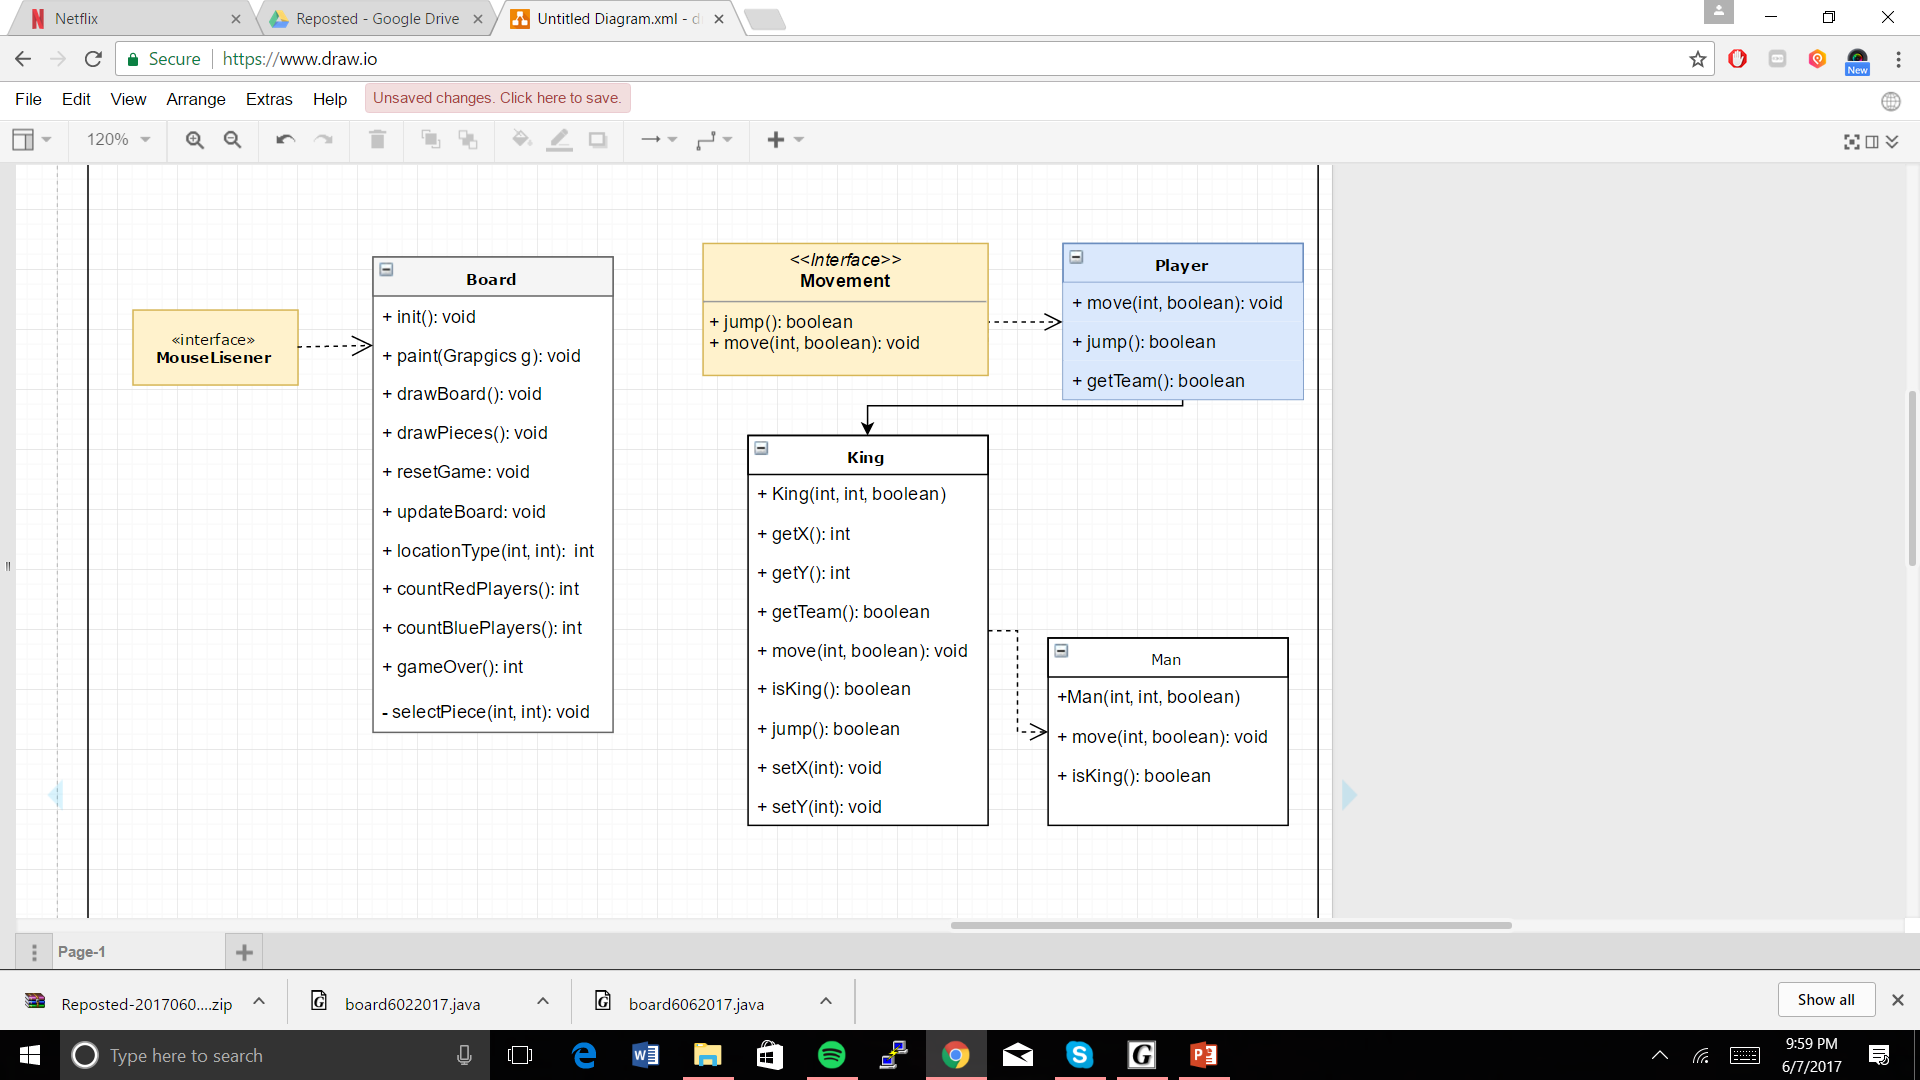 Netflix
Reposted - Google Drive
Untitled Diagram.xml - d
Secure
https://www.draw.io
New
File Edit View Arrange Extras Help
Unsaved changes. Click here to save.
120%
«interface»
MouseLisener
Board
+ init(): void
+ paint(Grapgics g): void
+ drawBoard(): void
+ drawPieces(): void
+ resetGame: void
+ updateBoard: void
+ locationType(int, int):  int
+ countRedPlayers(): int
+ countBluePlayers(): int
+ gameOver(): int
- selectPiece(int, int): void
<<Interface>>
Movement
+ jump(): boolean
+ move(int, boolean): void
Player
+ move(int, boolean): void
+ jump(): boolean
+ getTeam(): boolean
King
+ King(int, int, boolean)
+ getX(): int
+ getY(): int
+ getTeam(): boolean
+ move(int, boolean): void
+ isKing(): boolean
+ jump(): boolean
+ setX(int): void
+ setY(int): void
Man
+Man(int, int, boolean)
+ move(int, boolean): void
+ isKing(): boolean
Page-1
Reposted-2017060....zip
board6022017.java
board6062017.java
Show all
Type here to search
9:59 PM
6/7/2017